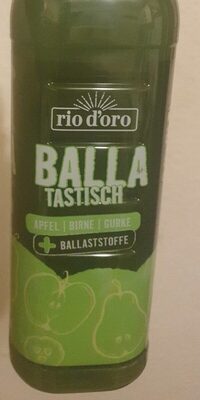 rio d'oro
BALLA
TASTISCH
APFEL | BIRNE | GURKE
+ BALLASTSTOFFE